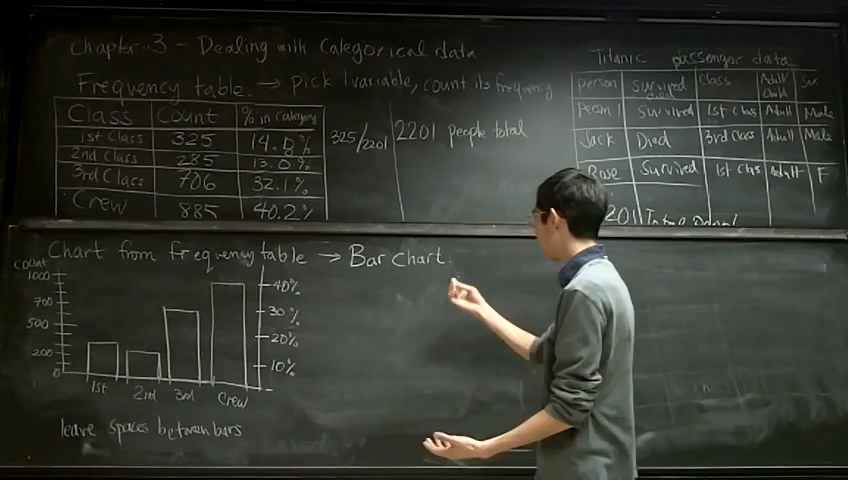 Chapter 3 - Dealing with Categorical data
Frequency table. → pick 1 variable, count its frequency
Class Count % in category
1st Class 325 14.8%
2nd Class 285 13.0%
3rd Class 706 32.1%
Crew 885 40.2%
325/2201
2201 people total
Titanic passenger data
person survived died class Adult Child Sex
Person 1 survived 1st Class Adult Male
Jack Died 3rd Class Adult Male
Rose Survived 1st Class Adult F
Chart from frequency table → Bar chart.
count
1000
700
500
200
0
40%
30%
20%
10%
1st 2nd 3rd Crew
leave spaces between bars